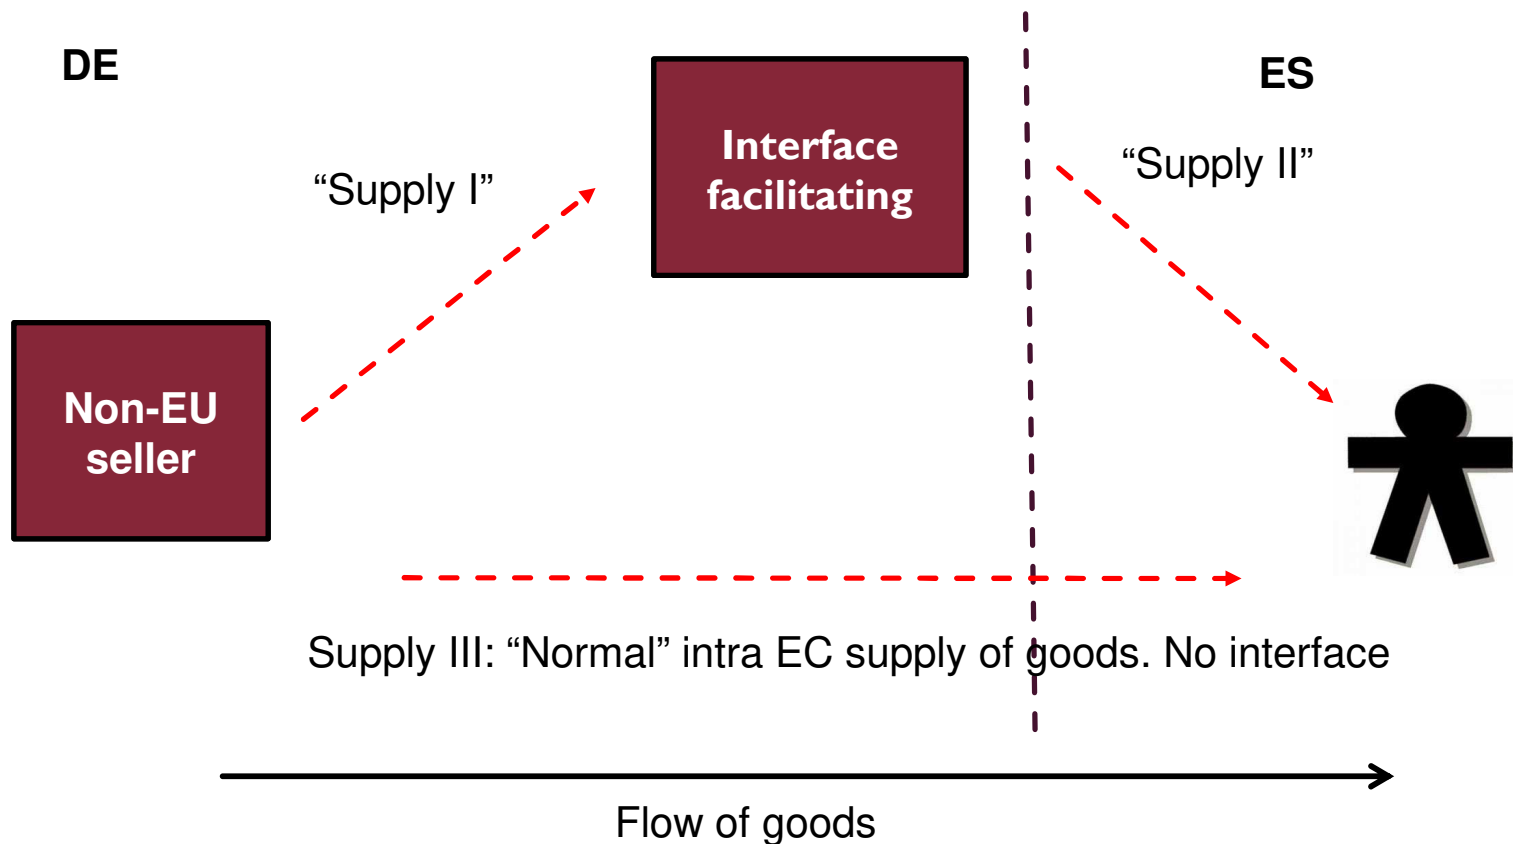 DE
ES
Interface
facilitating
“Supply II”
“Supply I”
Non-EU
seller
Supply III: “Normal” intra EC supply of goods. No interface
Flow of goods